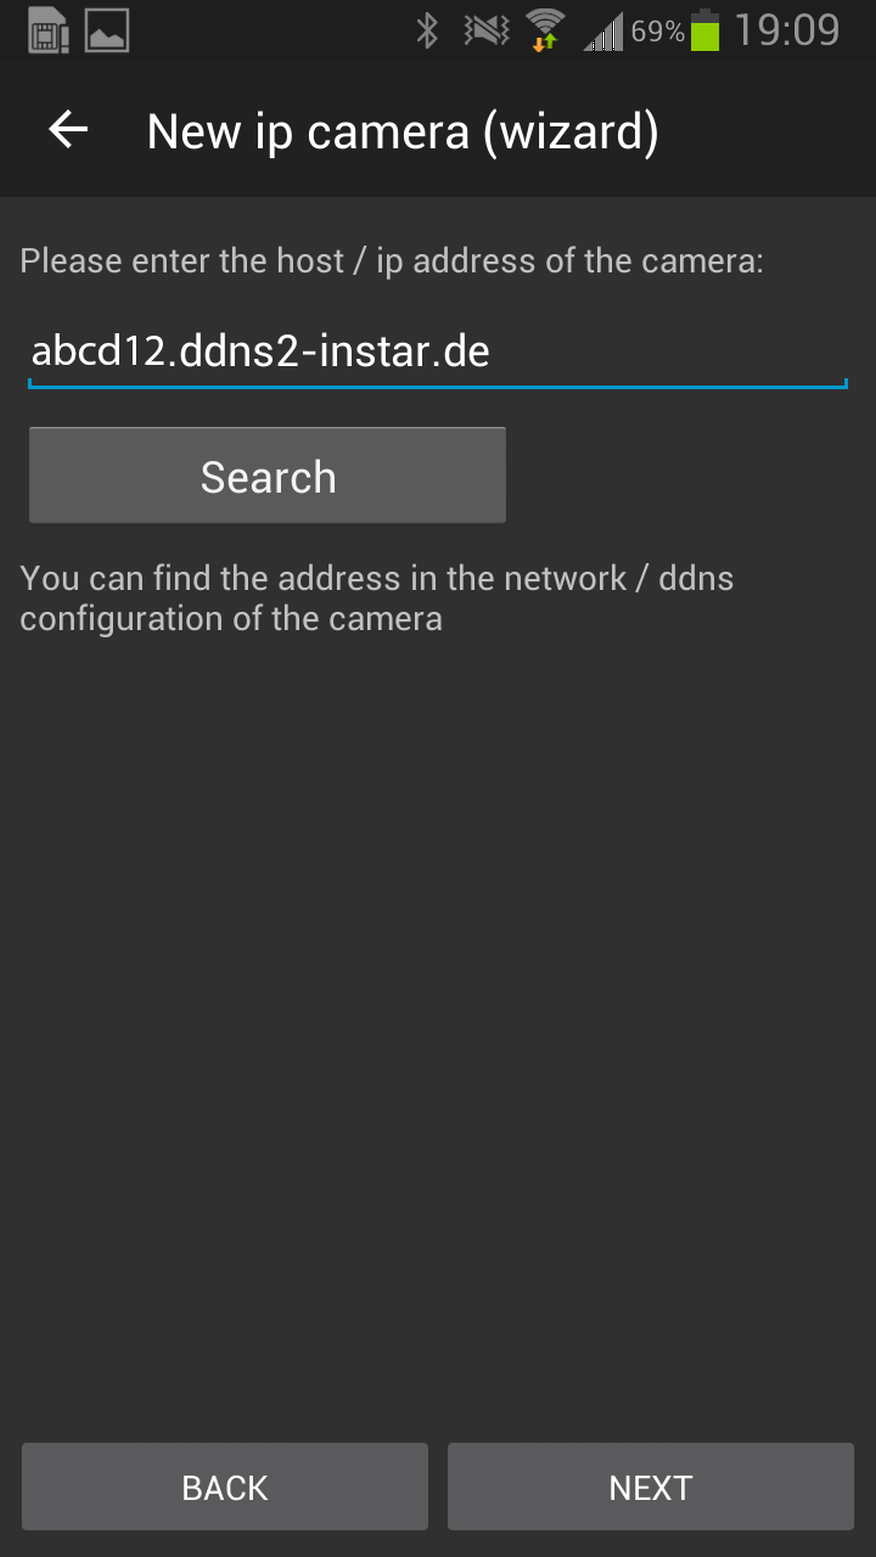 69% 19:09
New ip camera (wizard)
Please enter the host / ip address of the camera:
abcd12.ddns2-instar.de
Search
You can find the address in the network / ddns
configuration of the camera
BACK NEXT